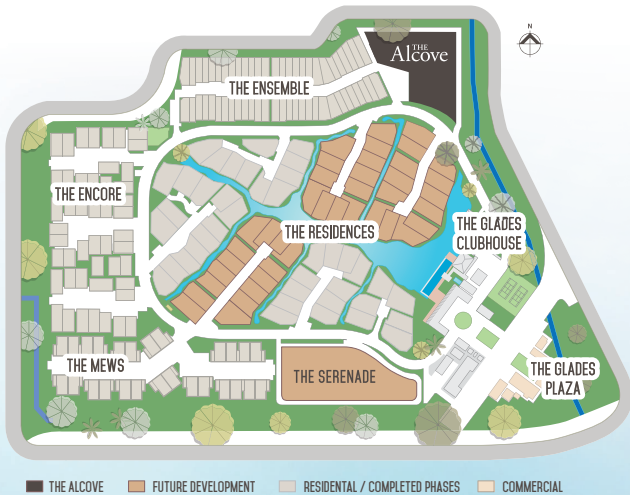 N
THE
Alcove
THE ENSEMBLE
THE ENCORE
THE RESIDENCES
THE GLADES
CLUBHOUSE
THE MEWS
THE SERENADE
THE GLADES
PLAZA
THE ALCOVE
FUTURE DEVELOPMENT
RESIDENTAL / COMPLETED PHASES
COMMERCIAL